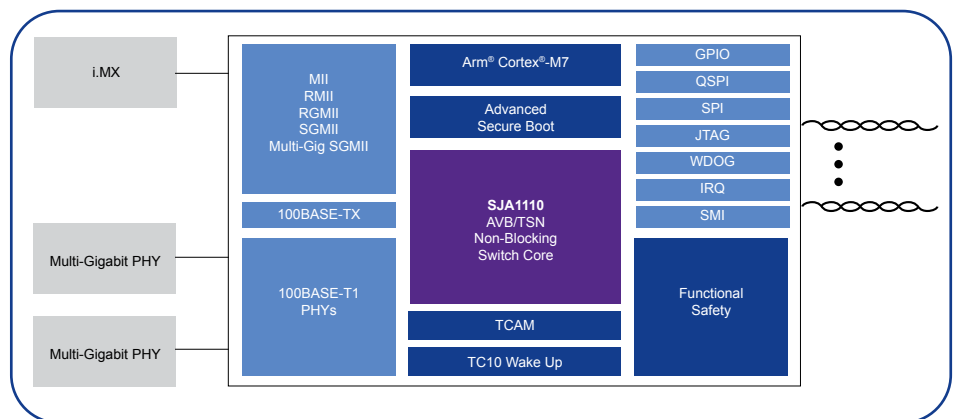 i.MX
Multi-Gigabit PHY
Multi-Gigabit PHY
MII
RMII
RGMII
SGMII
Multi-Gig SGMII
100BASE-TX
100BASE-T1
PHYs
Arm® Cortex®-M7
Advanced
Secure Boot
SJA1110
AVB/TSN
Non-Blocking
Switch Core
TCAM
TC10 Wake Up
GPIO
QSPI
SPI
JTAG
WDOG
IRQ
SMI
Functional
Safety